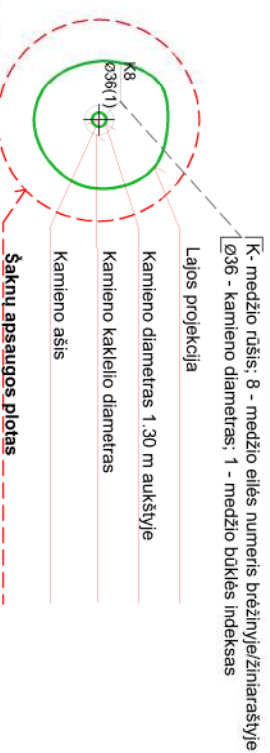 K- medžio rūšis; 8 - medžio eilės numeris brėžinyje/žiniaraštyje
ø36 - kamieno diametras; 1 - medžio būklės indeksas
K8
ø36(1)
Lajos projekcija
Kamieno diametras 1.30 m aukštyje
Kamieno kaklelio diametras
Kamieno ašis
Šaknų apsaugos plotas